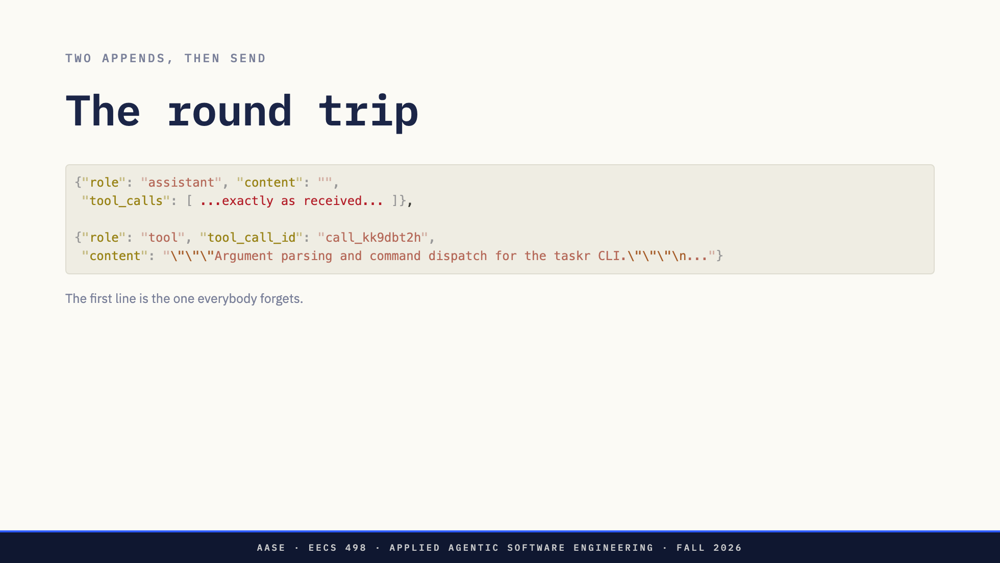 TWO APPENDS, THEN SEND
The round trip
{"role": "assistant", "content": "",
 "tool_calls": [ ...exactly as received... ]},
{"role": "tool", "tool_call_id": "call_kk9dbt2h",
 "content": "\"\"\"Argument parsing and command dispatch for the taskr CLI.\"\"\"\n..."}
The first line is the one everybody forgets.
AASE · EECS 498 · APPLIED AGENTIC SOFTWARE ENGINEERING · FALL 2026